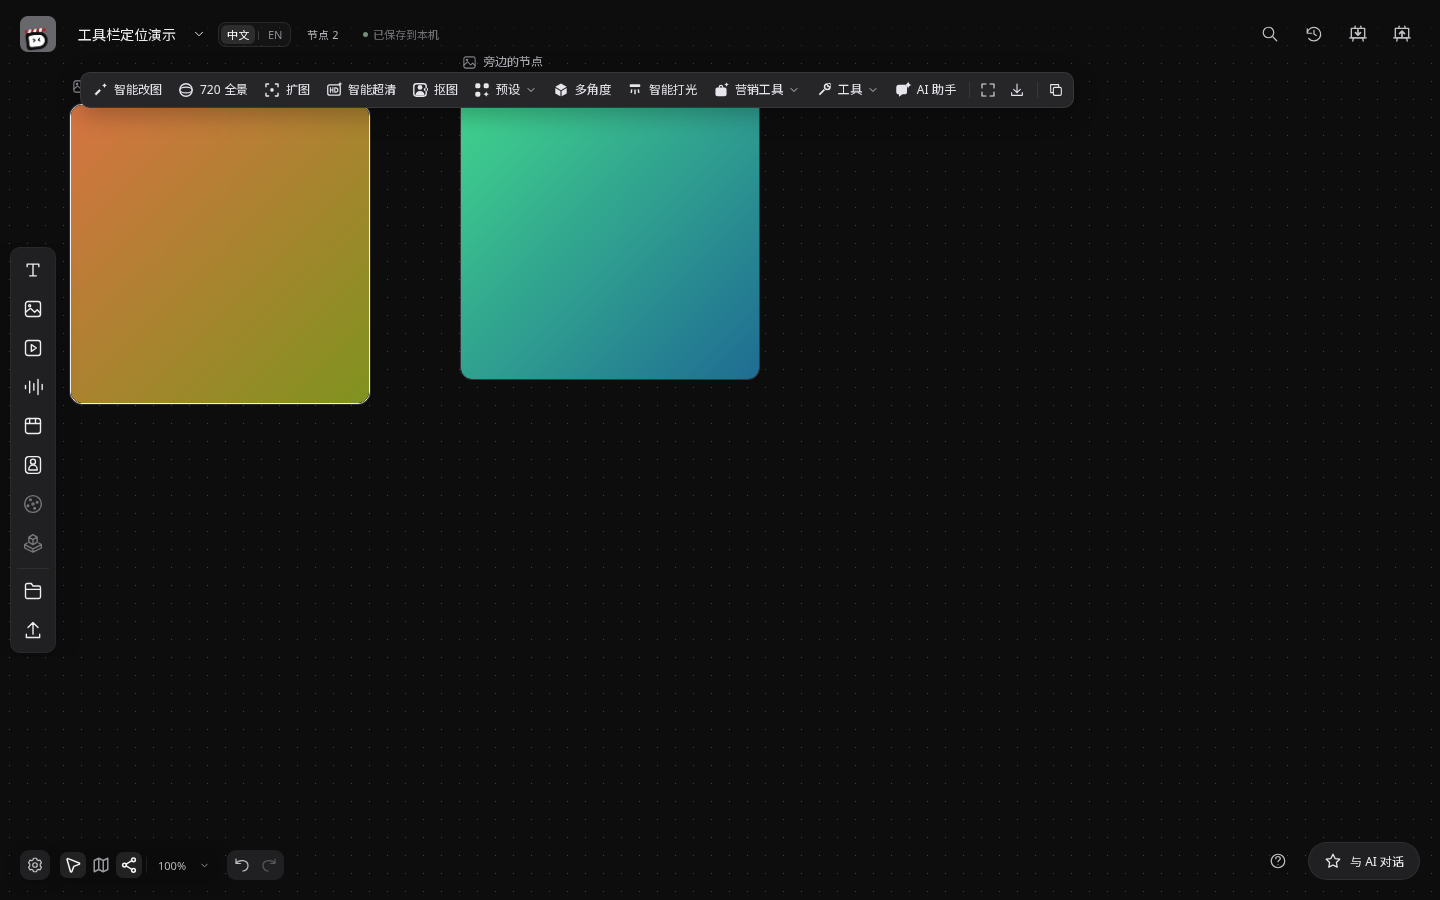 工具栏定位演示 中文 EN 节点 2 已保存到本机
旁边的节点
智能改图 720 全景 扩图 HD 智能超清 抠图 预设 多角度 智能打光 营销工具 工具 AI 助手
100%
与 AI 对话